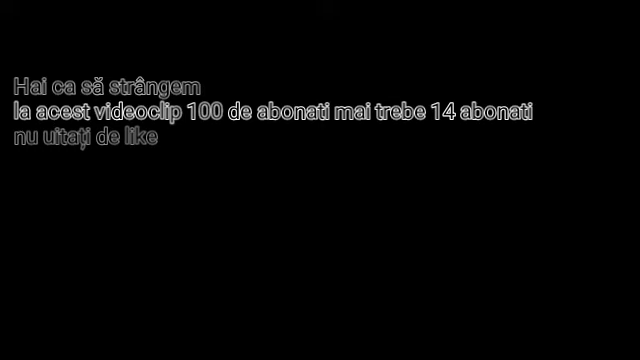 Hai ca să strângem
la acest videoclip 100 de abonati mai trebe 14 abonati
nu uitați de like